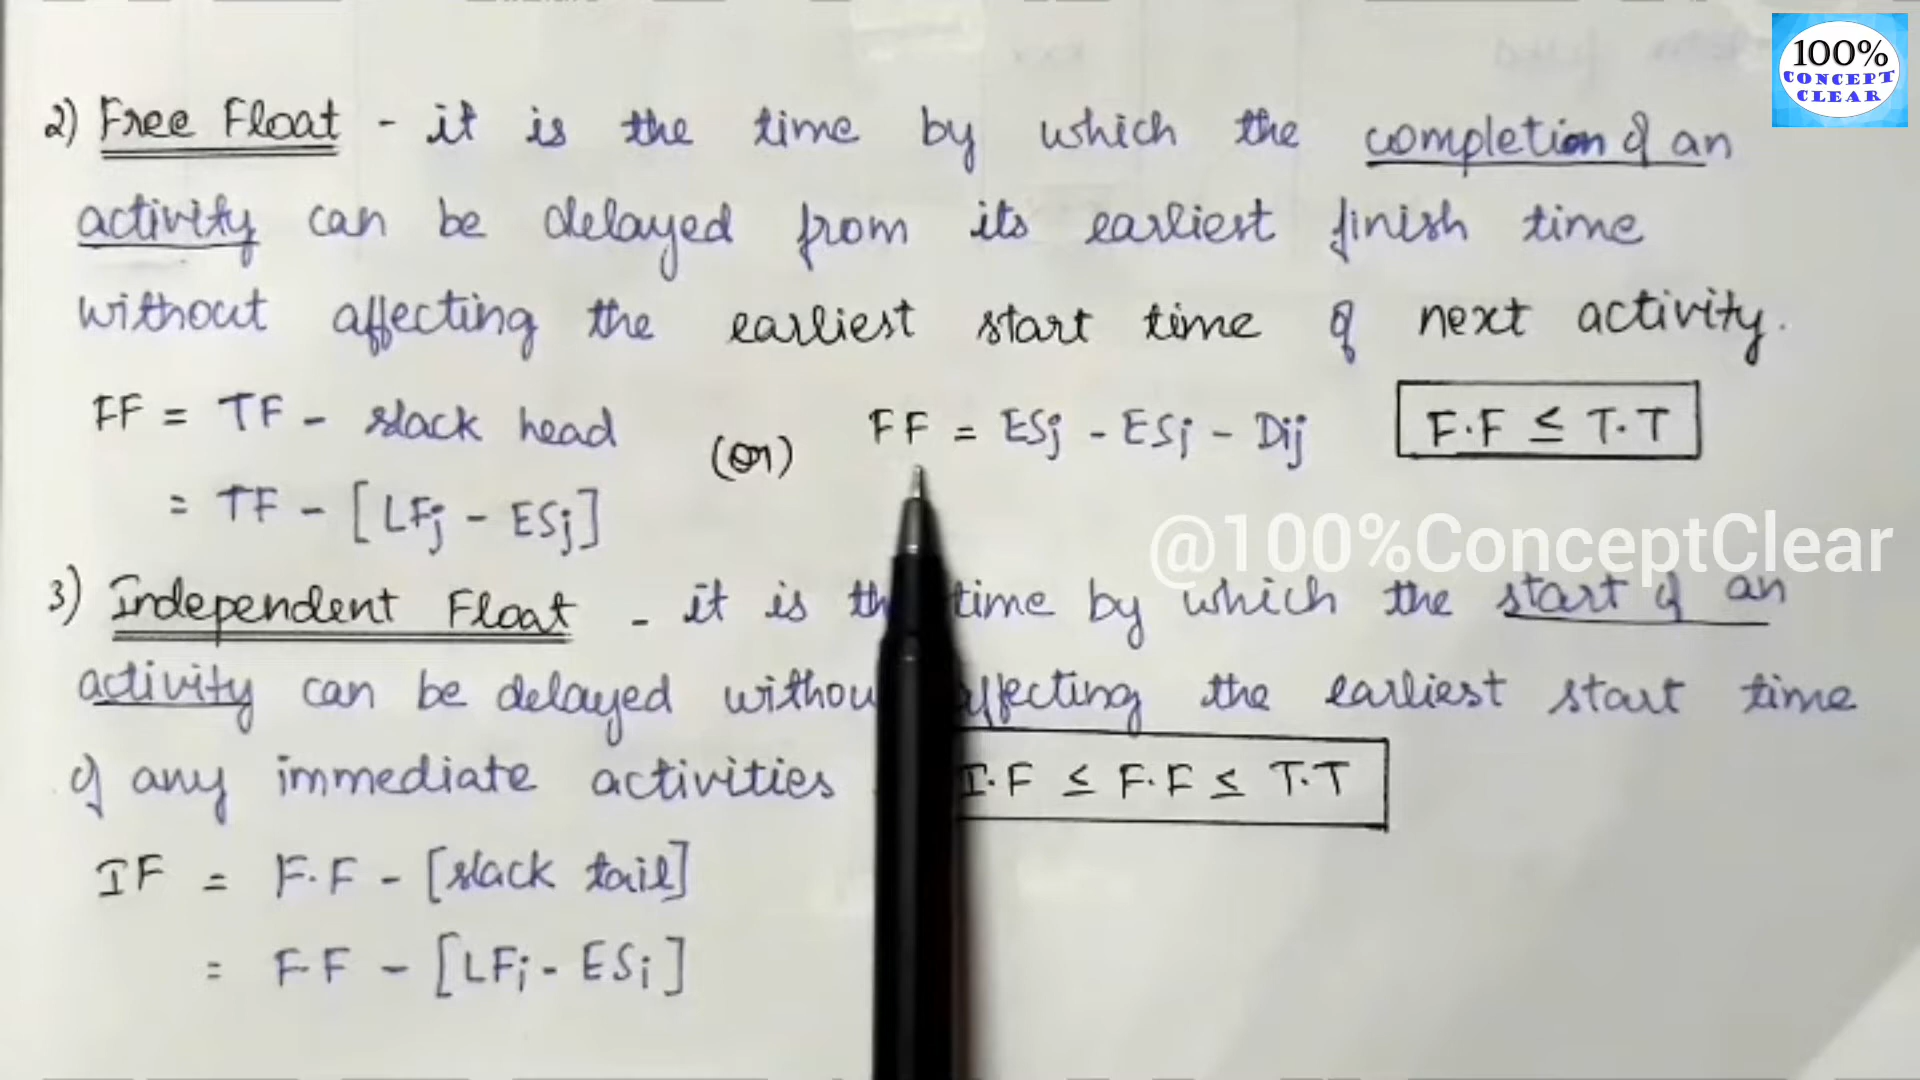 100%
CONCEPT
CLEAR
2) Free Float - it is the time by which the completion of an
activity can be delayed from its earliest finish time
without affecting the earliest start time of next activity.
FF = TF - slack head (or) FF = ESj - ESi - Dij F.F ≤ T.T
= TF - [LFj - ESj]
@100%ConceptClear
3) Independent Float - it is th time by which the start of an
activity can be delayed withou affecting the earliest start time
of any immediate activities I.F ≤ F.F ≤ T.T
IF = F.F - [slack tail]
= F.F - [LFi - ESi]